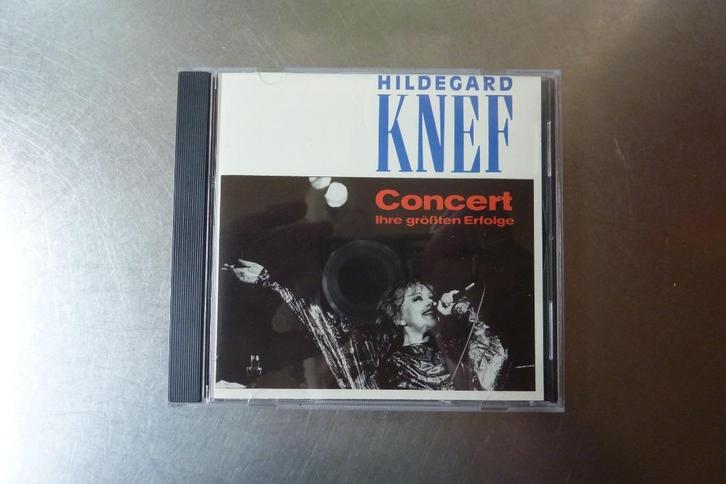 HILDEGARD
KNEF
Concert
Ihre größten Erfolge